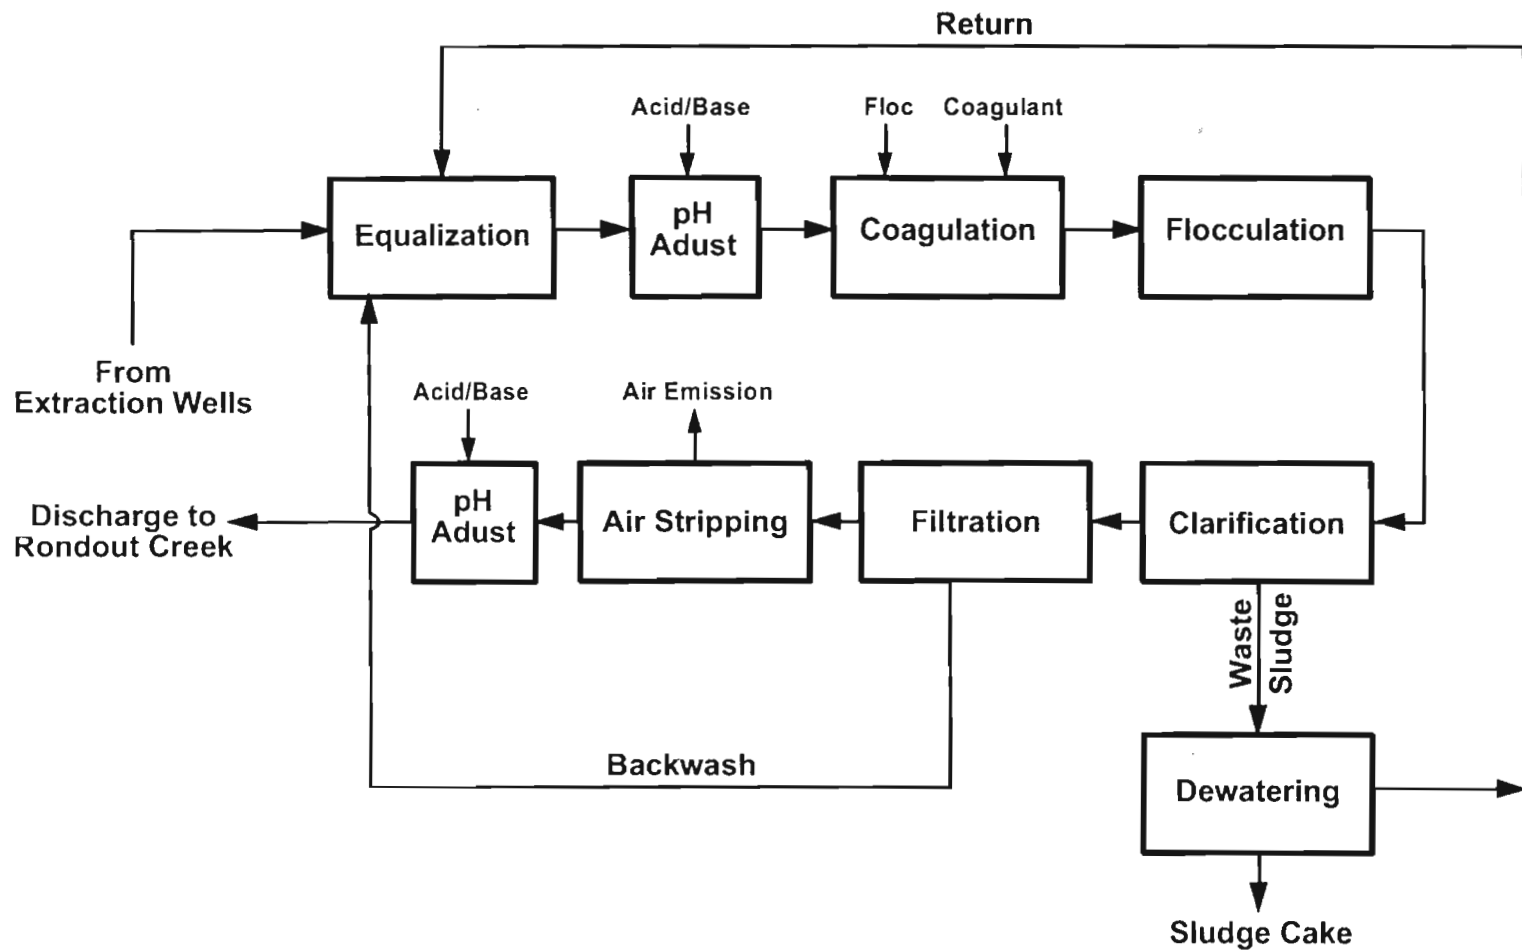 Return
Acid/Base
Floc
Coagulant
Equalization
pH
Adust
Coagulation
Flocculation
From
Extraction Wells
Acid/Base
Air Emission
Discharge to
Rondout Creek
pH
Adust
Air Stripping
Filtration
Clarification
Waste
Sludge
Backwash
Dewatering
Sludge Cake